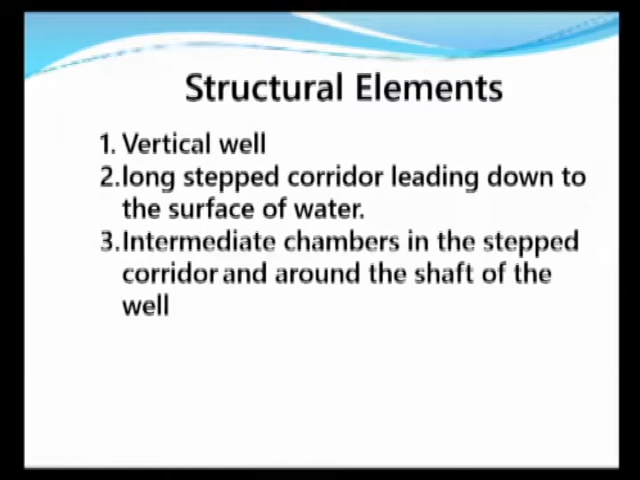 Structural Elements
1. Vertical well
2.long stepped corridor leading down to
the surface of water.
3.Intermediate chambers in the stepped
corridor and around the shaft of the
well